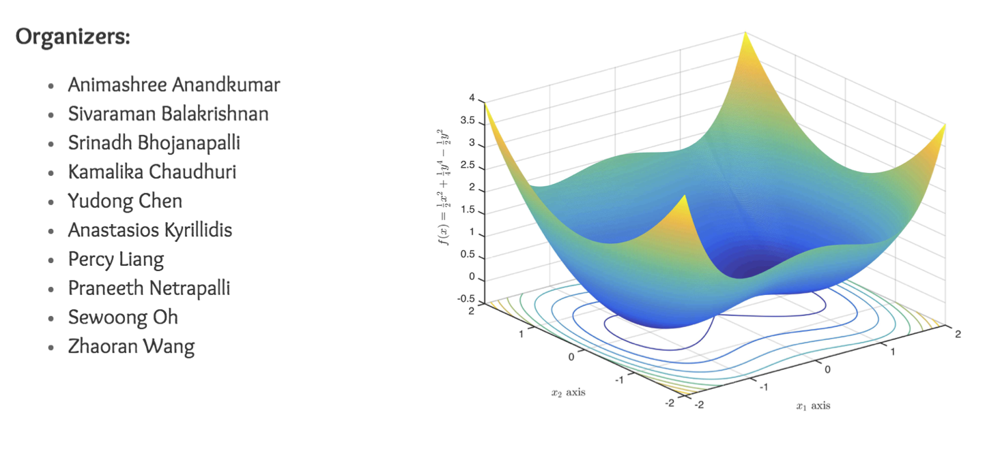 Organizers:
Animashree Anandkumar
Sivaraman Balakrishnan
Srinadh Bhojanapalli
Kamalika Chaudhuri
Yudong Chen
Anastasios Kyrillidis
Percy Liang
Praneeth Netrapalli
Sewoong Oh
Zhaoran Wang
f(x) = ½x² + ¼y⁴ − ½y²
4
3.5
3
2.5
2
1.5
1
0.5
0
-0.5
2
1
0
-1
-2
x₂ axis
-2
-1
0
1
2
x₁ axis